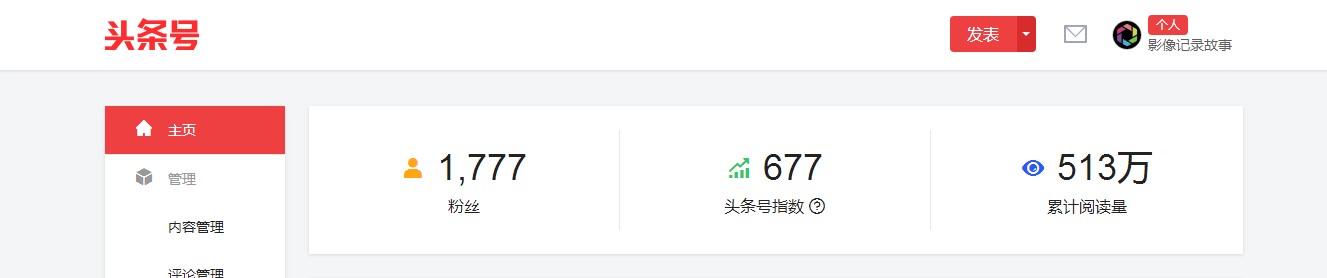 头条号
发表
个人
影像记录故事
主页
管理
内容管理
评论管理
1,777
粉丝
677
头条号指数 ?
513万
累计阅读量